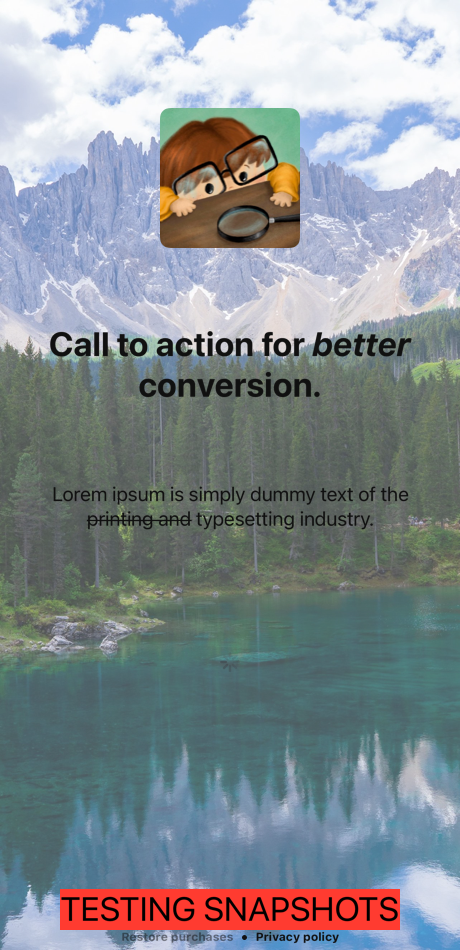 Call to action for better
conversion.
Lorem ipsum is simply dummy text of the
printing and typesetting industry.
TESTING SNAPSHOTS
Restore purchases • Privacy policy